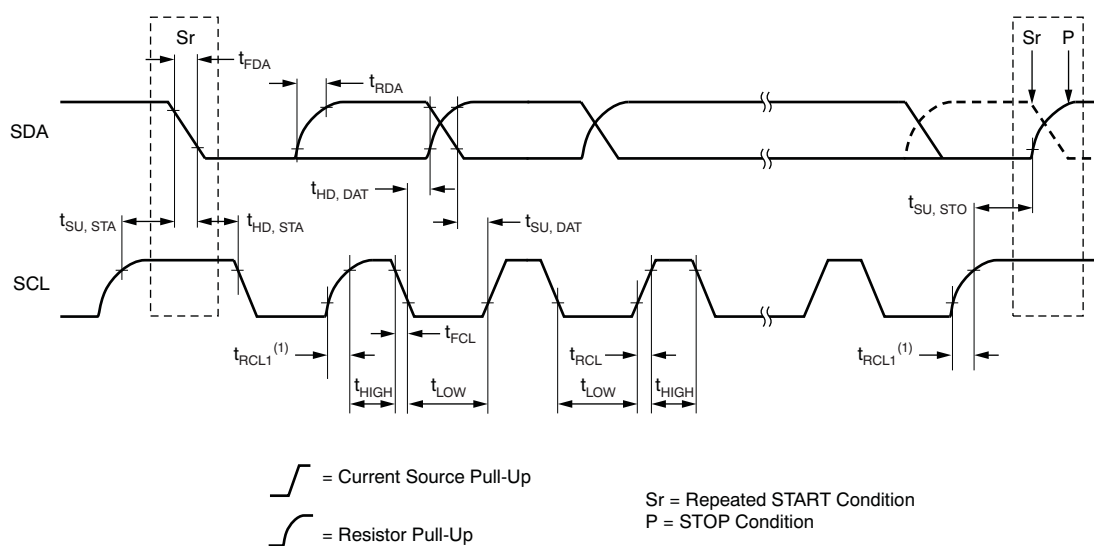 Sr
Sr P
tFDA
tRDA
SDA
tHD, DAT
tSU, STA
tHD, STA
tSU, DAT
tSU, STO
SCL
tFCL
tRCL1(1)
tRCL
tRCL1(1)
tHIGH
tLOW
tLOW
tHIGH
= Current Source Pull-Up
= Resistor Pull-Up
Sr = Repeated START Condition
P = STOP Condition